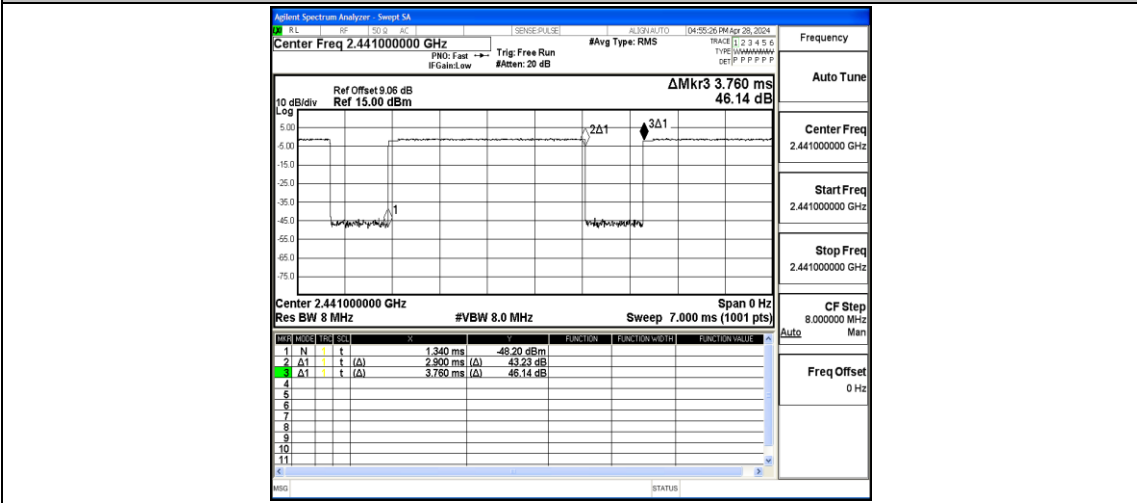 Agilent Spectrum Analyzer - Swept SA
RL RF 50 Ω AC SENSE:PULSE ALIGN AUTO 04:55:26 PM Apr 28, 2024
Center Freq 2.441000000 GHz #Avg Type: RMS TRACE 1 2 3 4 5 6
PNO: Fast Trig: Free Run TYPE
IFGain:Low #Atten: 20 dB DET P P P P P P
Frequency
Auto Tune
ΔMkr3 3.760 ms
46.14 dB
Ref Offset 9.06 dB
10 dB/div Ref 15.00 dBm
Log
5.00
-5.00
-15.0
-25.0
-35.0
-45.0
-55.0
-65.0
-75.0
1
2Δ1
3Δ1
Center 2.441000000 GHz Span 0 Hz
Res BW 8 MHz #VBW 8.0 MHz Sweep 7.000 ms (1001 pts)
Center Freq
2.441000000 GHz
Start Freq
2.441000000 GHz
Stop Freq
2.441000000 GHz
CF Step
8.000000 MHz
Auto Man
Freq Offset
0 Hz
MKR MODE TRC SCL X Y FUNCTION FUNCTION WIDTH FUNCTION VALUE
1 N 1 t 1.340 ms -48.20 dBm
2 Δ1 1 t (Δ) 2.900 ms (Δ) 43.23 dB
3 Δ1 1 t (Δ) 3.760 ms (Δ) 46.14 dB
4
5
6
7
8
9
10
11
MSG STATUS